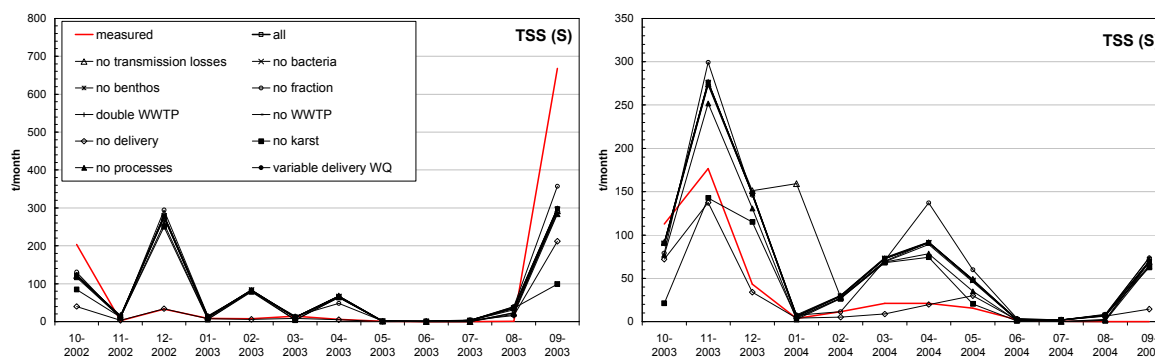 TSS (S)
800
700
600
500
400
300
200
100
0
t/month
measured
all
no transmission losses
no bacteria
no benthos
no fraction
double WWTP
no WWTP
no delivery
no karst
no processes
variable delivery WQ
10-2002
11-2002
12-2002
01-2003
02-2003
03-2003
04-2003
05-2003
06-2003
07-2003
08-2003
09-2003
TSS (S
350
300
250
200
150
100
50
0
t/month
10-2003
11-2003
12-2003
01-2004
02-2004
03-2004
04-2004
05-2004
06-2004
07-2004
08-2004
09-
200